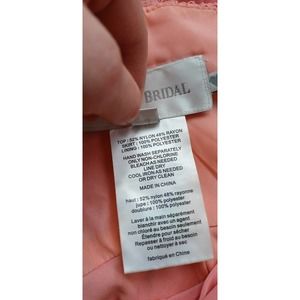 BRIDAL
TOP : 52% NYLON 48% RAYON
SKIRT : 100% POLYESTER
LINING : 100% POLYESTER
HAND WASH SEPARATELY
ONLY NON-CHLORINE
BLEACH AS NEEDED
LINE DRY
COOL IRON AS NEEDED
OR DRY CLEAN
MADE IN CHINA
haut : 52% nylon 48% rayonne
jupe : 100% polyester
doublure : 100% polyester
Laver à la main séparément
blanchir avec un agent
non chloré au besoin seulement
Étendre pour sécher
Repasser à froid au besoin
ou nettoyer à sec
fabriqué en Chine